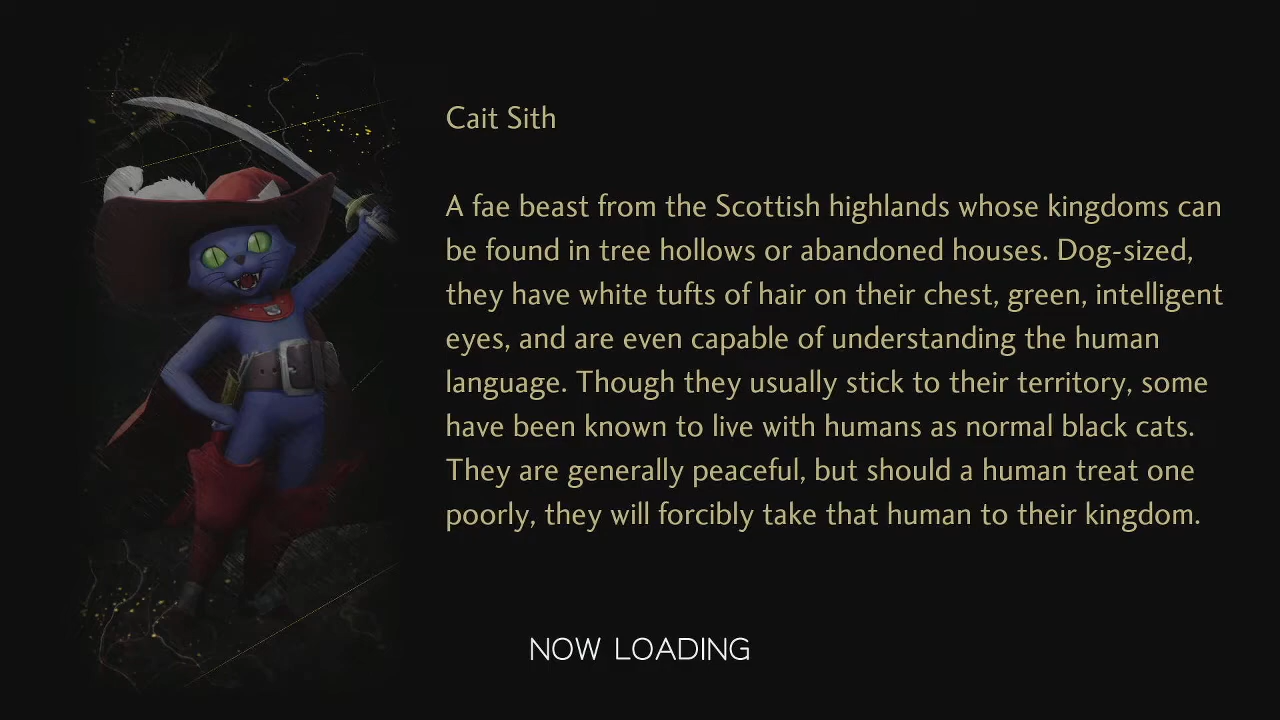 Cait Sith
A fae beast from the Scottish highlands whose kingdoms can
be found in tree hollows or abandoned houses. Dog-sized,
they have white tufts of hair on their chest, green, intelligent
eyes, and are even capable of understanding the human
language. Though they usually stick to their territory, some
have been known to live with humans as normal black cats.
They are generally peaceful, but should a human treat one
poorly, they will forcibly take that human to their kingdom.
NOW LOADING